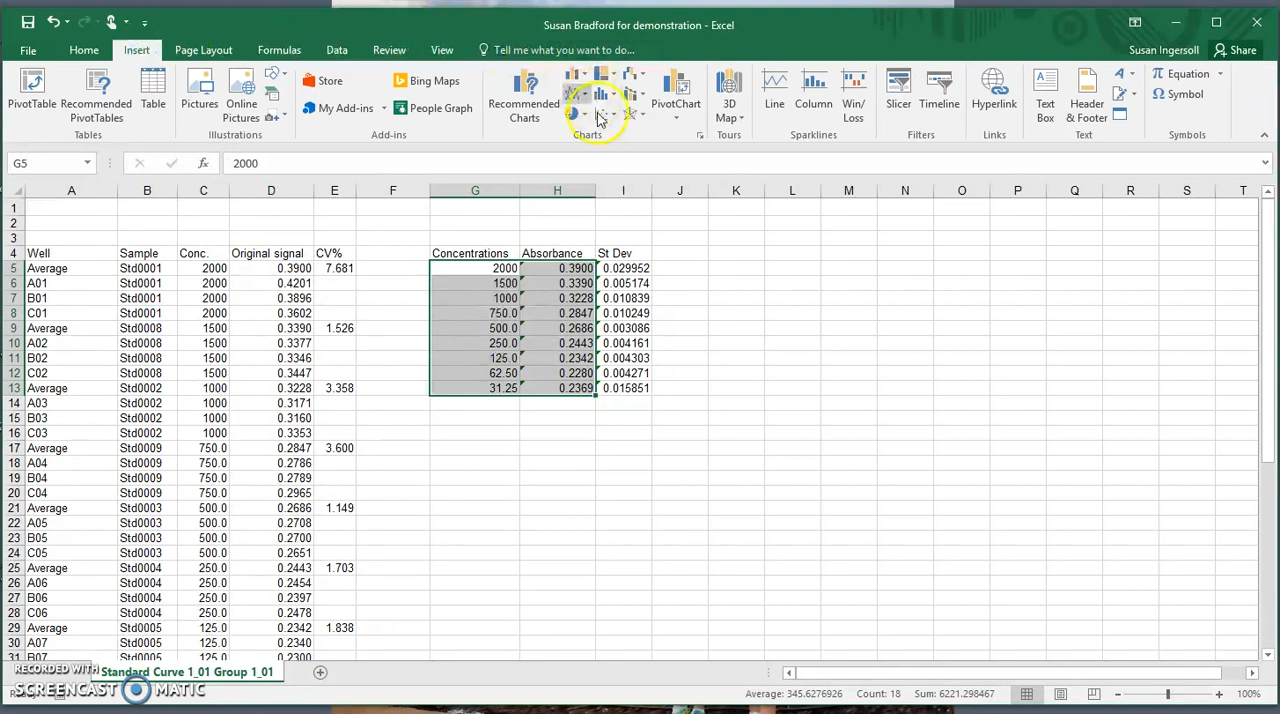 Susan Bradford for demonstration - Excel
File Home Insert Page Layout Formulas Data Review View Tell me what you want to do... Susan Ingersoll Share
PivotTable Recommended PivotTables Table Pictures Online Pictures Store My Add-ins Bing Maps People Graph Recommended Charts PivotChart 3D Map Line Column Win/Loss Slicer Timeline Hyperlink Text Box Header & Footer Equation Symbol
Tables Illustrations Add-ins Charts Tours Sparklines Filters Links Text Symbols
G5 fx 2000
A B C D E F G H I J K L M N O P Q R S T
1
2
3
4 Well Sample Conc. Original signal CV% Concentrations Absorbance St Dev
5 Average Std0001 2000 0.3900 7.681 2000 0.3900 0.029952
6 A01 Std0001 2000 0.4201 1500 0.3390 0.005174
7 B01 Std0001 2000 0.3896 1000 0.3228 0.010839
8 C01 Std0001 2000 0.3602 750.0 0.2847 0.010249
9 Average Std0008 1500 0.3390 1.526 500.0 0.2686 0.003086
10 A02 Std0008 1500 0.3377 250.0 0.2443 0.004161
11 B02 Std0008 1500 0.3346 125.0 0.2342 0.004303
12 C02 Std0008 1500 0.3447 62.50 0.2280 0.004271
13 Average Std0002 1000 0.3228 3.358 31.25 0.2369 0.015851
14 A03 Std0002 1000 0.3171
15 B03 Std0002 1000 0.3160
16 C03 Std0002 1000 0.3353
17 Average Std0009 750.0 0.2847 3.600
18 A04 Std0009 750.0 0.2786
19 B04 Std0009 750.0 0.2789
20 C04 Std0009 750.0 0.2965
21 Average Std0003 500.0 0.2686 1.149
22 A05 Std0003 500.0 0.2708
23 B05 Std0003 500.0 0.2700
24 C05 Std0003 500.0 0.2651
25 Average Std0004 250.0 0.2443 1.703
26 A06 Std0004 250.0 0.2454
27 B06 Std0004 250.0 0.2397
28 C06 Std0004 250.0 0.2478
29 Average Std0005 125.0 0.2342 1.838
30 A07 Std0005 125.0 0.2340
31 B07 Std0005 125.0 0.2300
RECORDED WITH
Standard Curve 1_01 Group 1_01
SCREENCAST MATIC
Average: 345.6276926 Count: 18 Sum: 6221.298467 100%